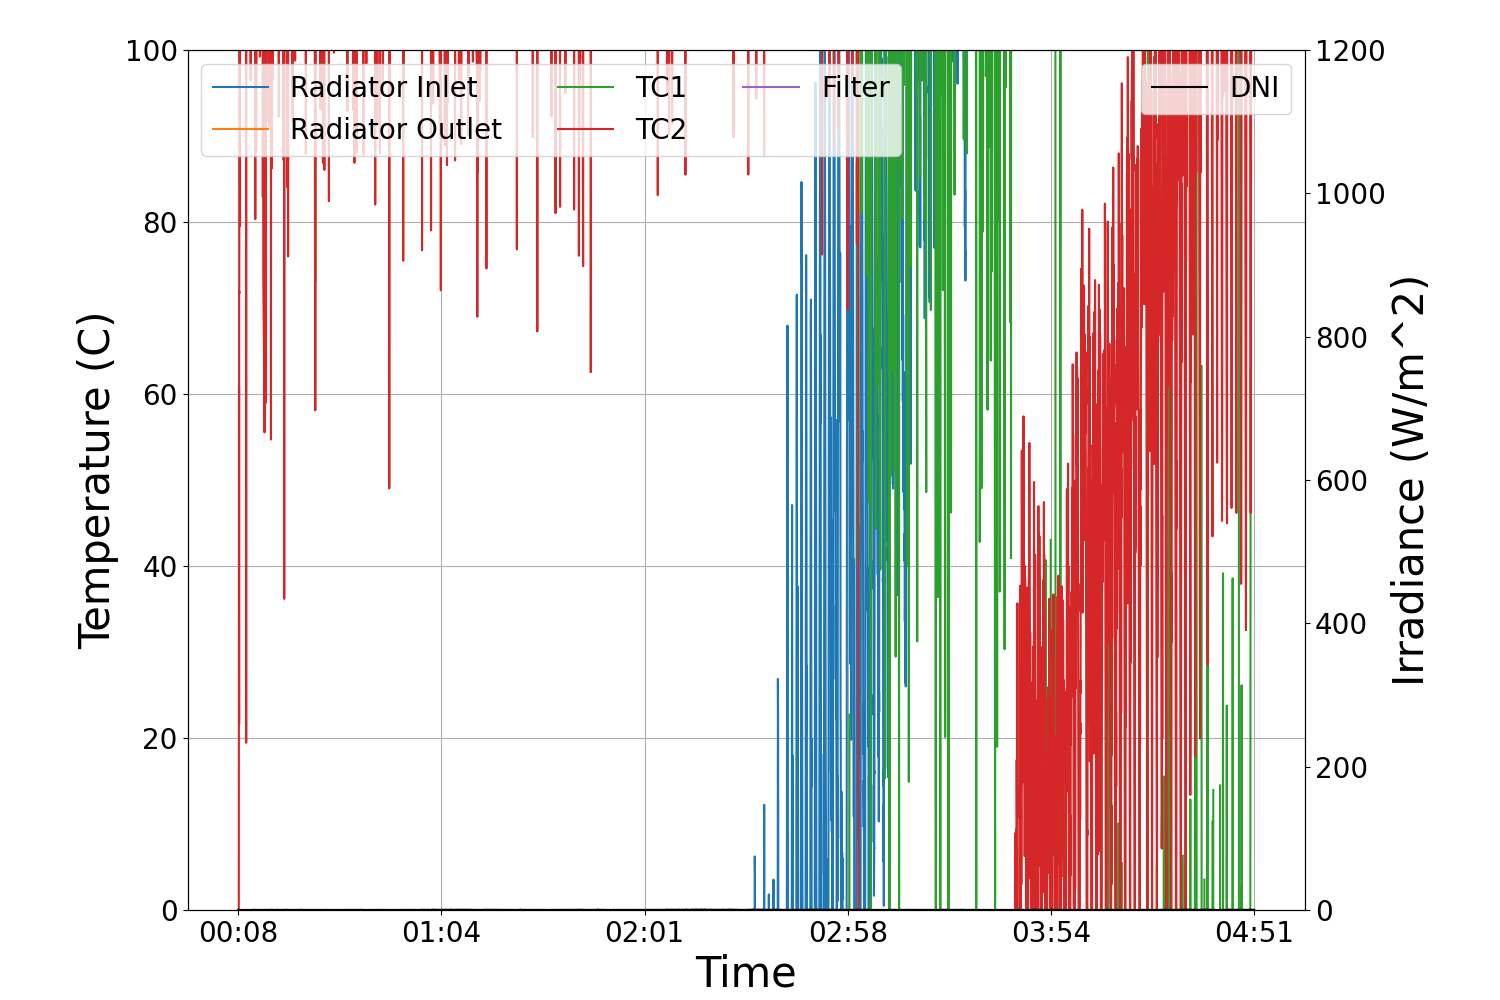 Radiator Inlet
Radiator Outlet
TC1
TC2
Filter
DNI
100
80
60
40
20
0
Temperature (C)
1200
1000
800
600
400
200
0
Irradiance (W/m^2)
00:08 01:04 02:01 02:58 03:54 04:51
Time